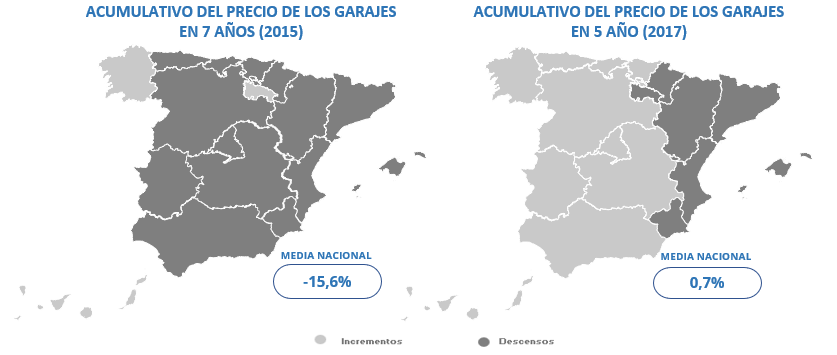 ACUMULATIVO DEL PRECIO DE LOS GARAJES
EN 7 AÑOS (2015)
MEDIA NACIONAL
-15,6%
ACUMULATIVO DEL PRECIO DE LOS GARAJES
EN 5 AÑO (2017)
MEDIA NACIONAL
0,7%
Incrementos
Descensos